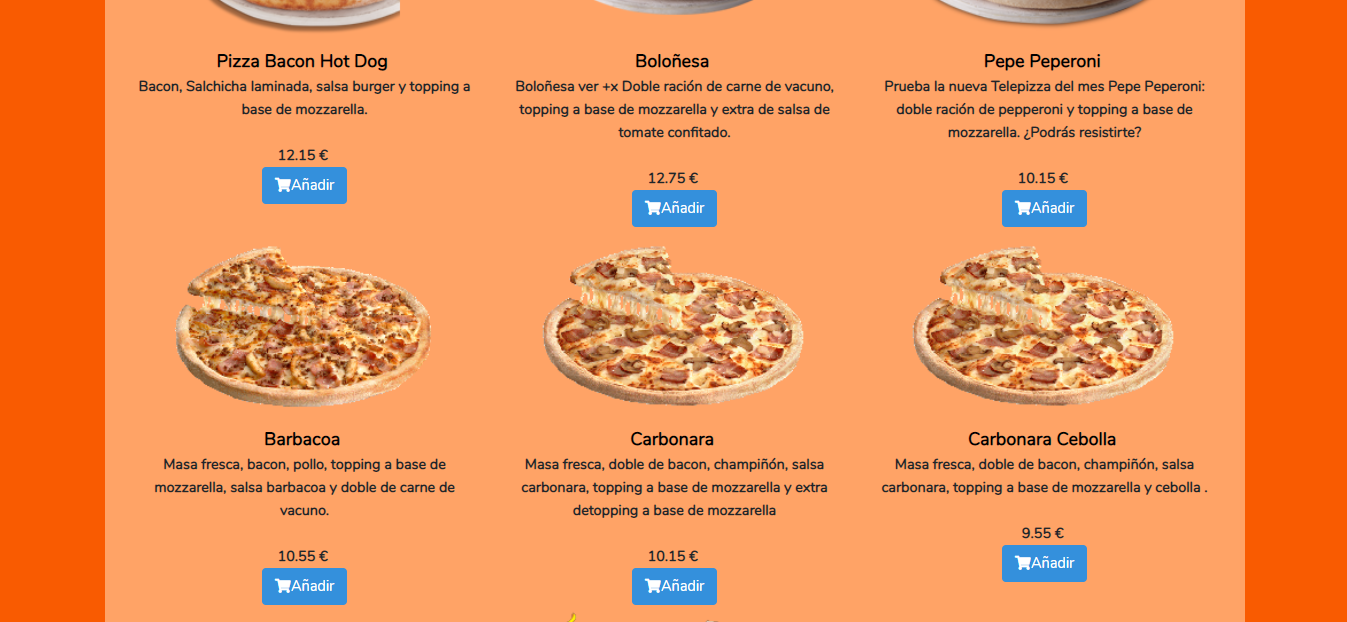 Pizza Bacon Hot Dog
Bacon, Salchicha laminada, salsa burger y topping a
base de mozzarella.
12.15 €
Añadir
Boloñesa
Boloñesa ver +x Doble ración de carne de vacuno,
topping a base de mozzarella y extra de salsa de
tomate confitado.
12.75 €
Añadir
Pepe Peperoni
Prueba la nueva Telepizza del mes Pepe Peperoni:
doble ración de pepperoni y topping a base de
mozzarella. ¿Podrás resistirte?
10.15 €
Añadir
Barbacoa
Masa fresca, bacon, pollo, topping a base de
mozzarella, salsa barbacoa y doble de carne de
vacuno.
10.55 €
Añadir
Carbonara
Masa fresca, doble de bacon, champiñón, salsa
carbonara, topping a base de mozzarella y extra
detopping a base de mozzarella
10.15 €
Añadir
Carbonara Cebolla
Masa fresca, doble de bacon, champiñón, salsa
carbonara, topping a base de mozzarella y cebolla .
9.55 €
Añadir